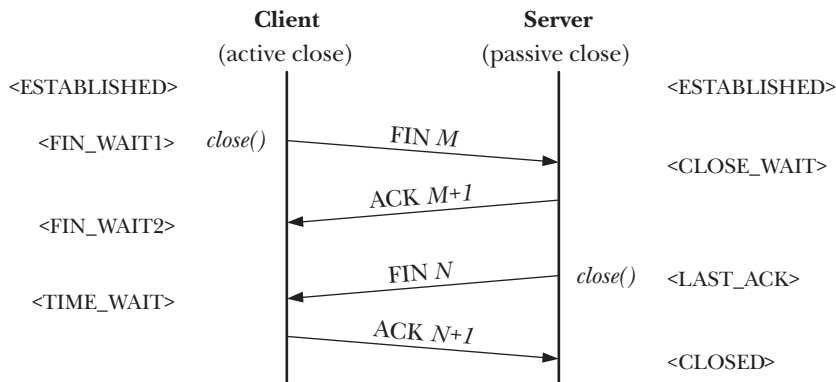 Client Server
(active close) (passive close)
<ESTABLISHED> <ESTABLISHED>
<FIN_WAIT1> close() FIN M
<CLOSE_WAIT>
ACK M+1
<FIN_WAIT2>
FIN N close() <LAST_ACK>
<TIME_WAIT>
ACK N+1
<CLOSED>